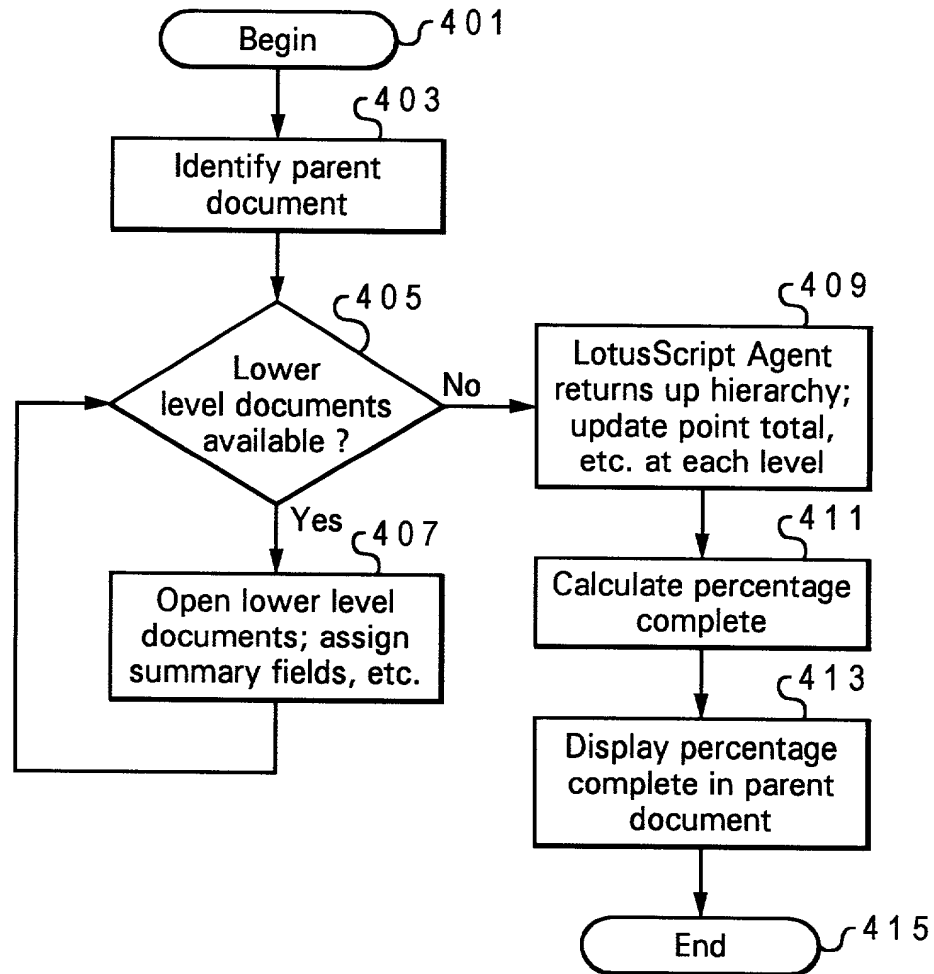 Begin
401
403
Identify parent
document
405
Lower
level documents
available ?
No
Yes
407
Open lower level
documents; assign
summary fields, etc.
409
LotusScript Agent
returns up hierarchy;
update point total,
etc. at each level
411
Calculate percentage
complete
413
Display percentage
complete in parent
document
End
415